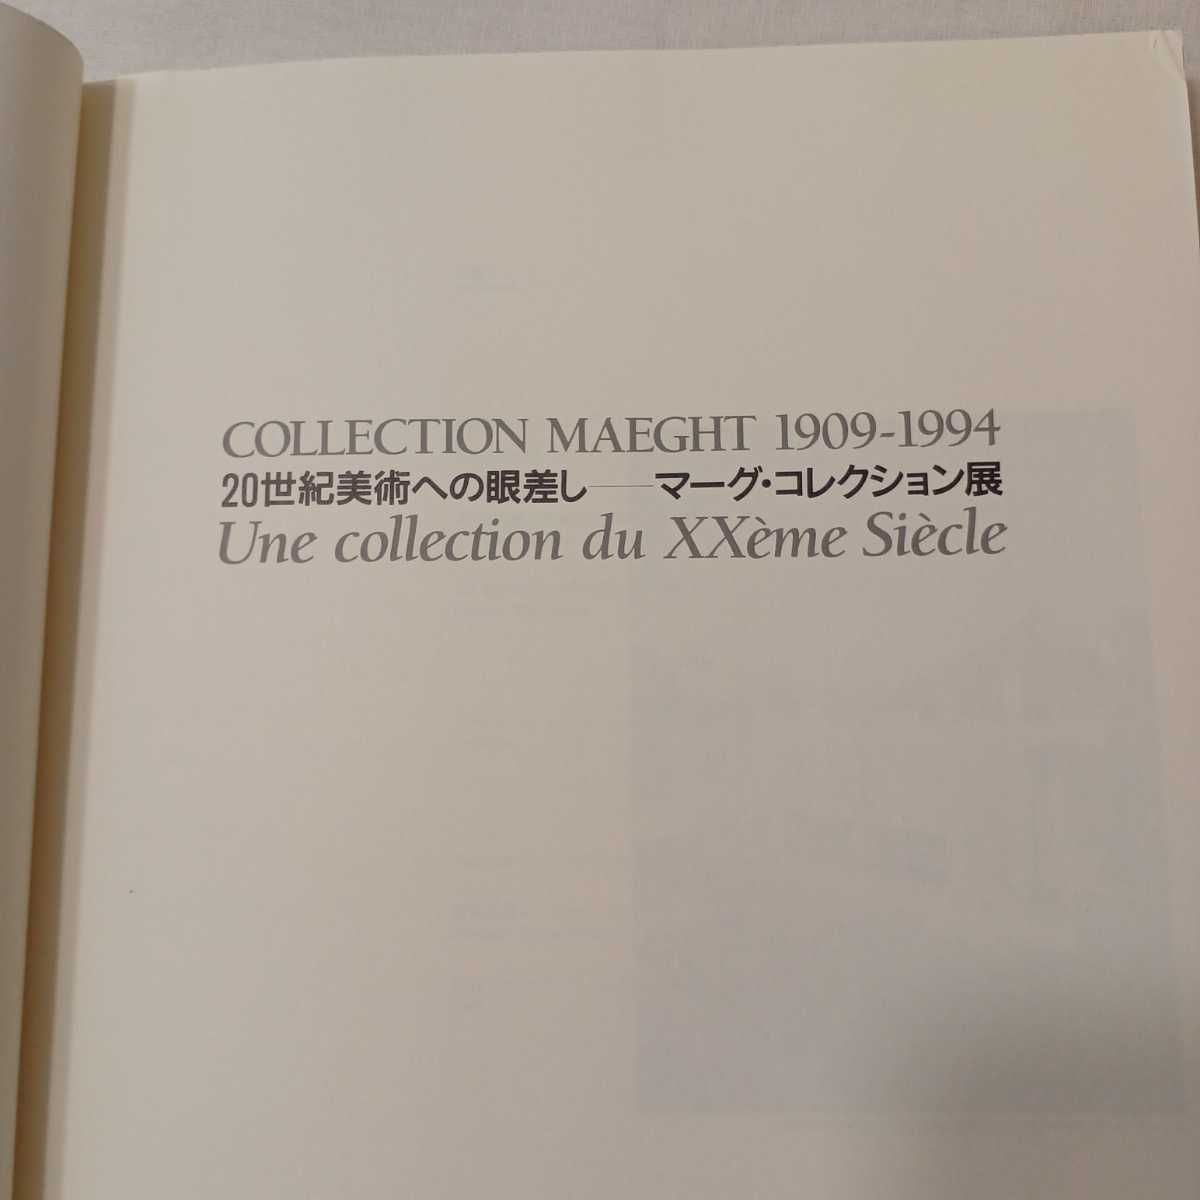 COLLECTION MAEGHT 1909-1994
20世紀美術への眼差し——マーグ・コレクション展
Une collection du XXème Siècle